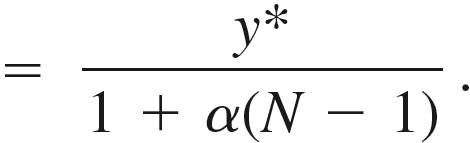 = y* / 1 + α(N − 1) .